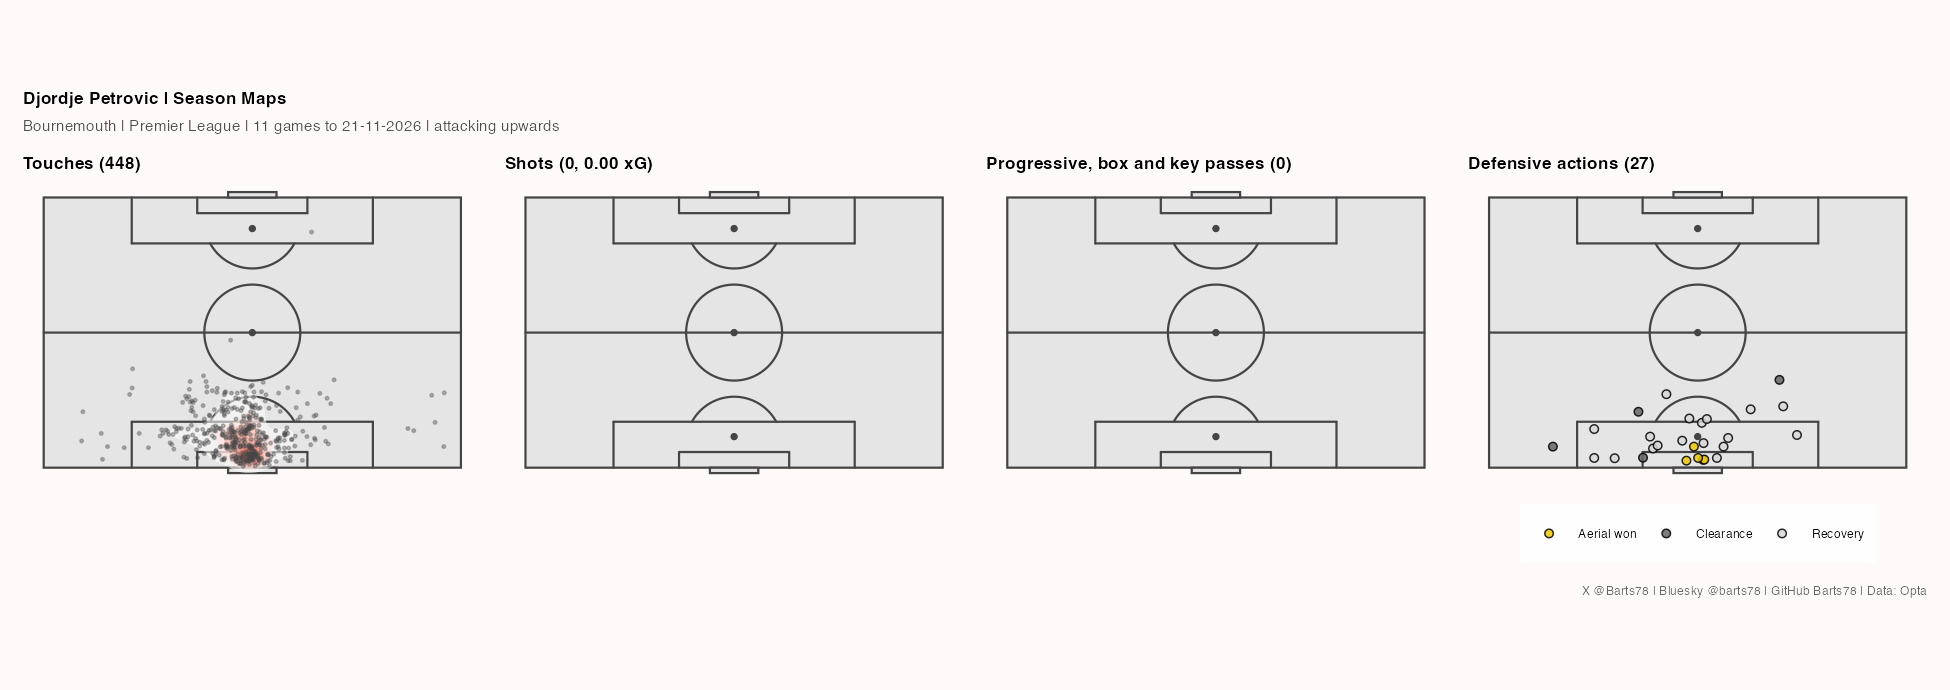 Djordje Petrovic | Season Maps
Bournemouth | Premier League | 11 games to 21-11-2026 | attacking upwards
Touches (448)
Shots (0, 0.00 xG)
Progressive, box and key passes (0)
Defensive actions (27)
Aerial won
Clearance
Recovery
X @Barts78 | Bluesky @barts78 | GitHub Barts78 | Data: Opta